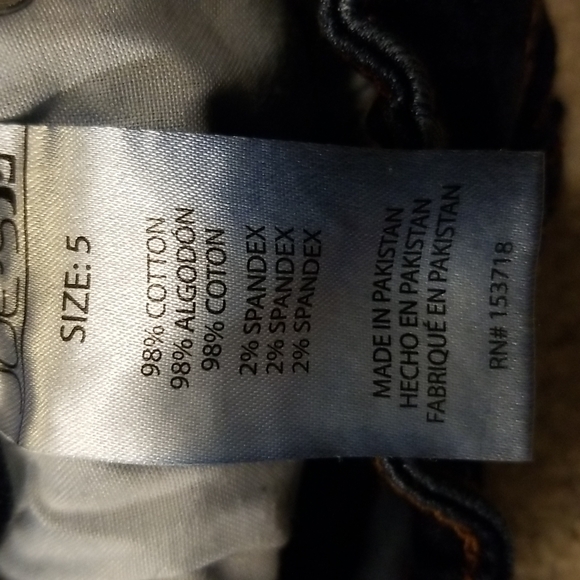 SIZE: 5
98% COTTON
98% ALGODÓN
98% COTON
2% SPANDEX
2% SPANDEX
2% SPANDEX
MADE IN PAKISTAN
HECHO EN PAKISTAN
FABRIQUÉ EN PAKISTAN
RN# 153718